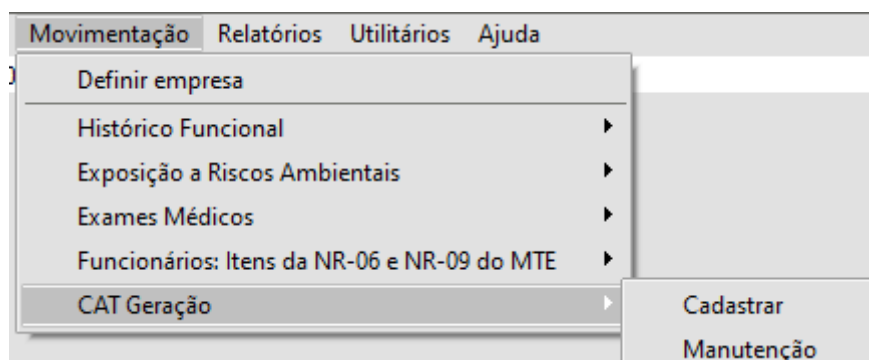 Movimentação Relatórios Utilitários Ajuda
Definir empresa
Histórico Funcional
Exposição a Riscos Ambientais
Exames Médicos
Funcionários: Itens da NR-06 e NR-09 do MTE
CAT Geração
Cadastrar
Manutenção